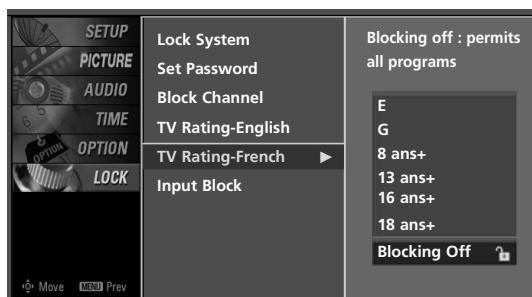 SETUP
PICTURE
AUDIO
TIME
OPTION
LOCK
Move MENU Prev
Lock System
Set Password
Block Channel
TV Rating-English
TV Rating-French
Input Block
Blocking off : permits
all programs
E
G
8 ans+
13 ans+
16 ans+
18 ans+
Blocking Off